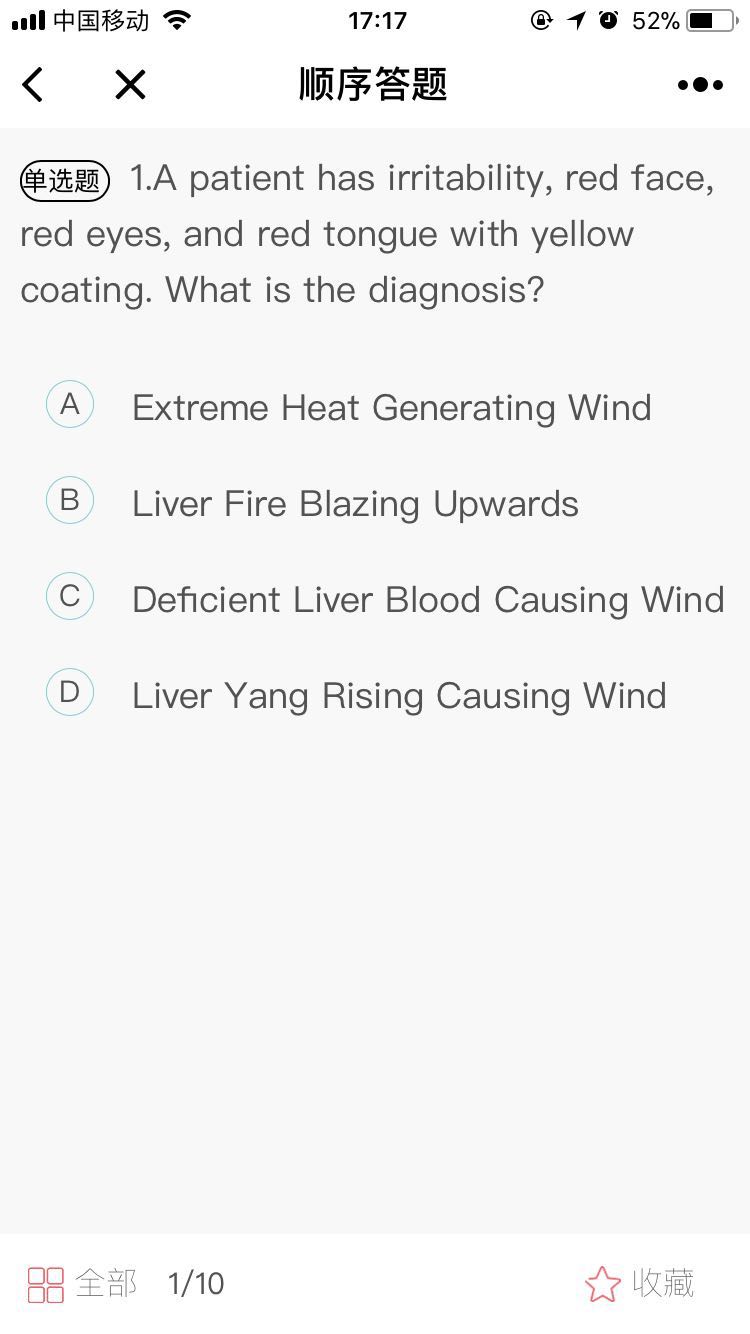 中国移动 17:17 52%
顺序答题
单选题 1.A patient has irritability, red face,
red eyes, and red tongue with yellow
coating. What is the diagnosis?
A Extreme Heat Generating Wind
B Liver Fire Blazing Upwards
C Deficient Liver Blood Causing Wind
D Liver Yang Rising Causing Wind
全部 1/10 收藏